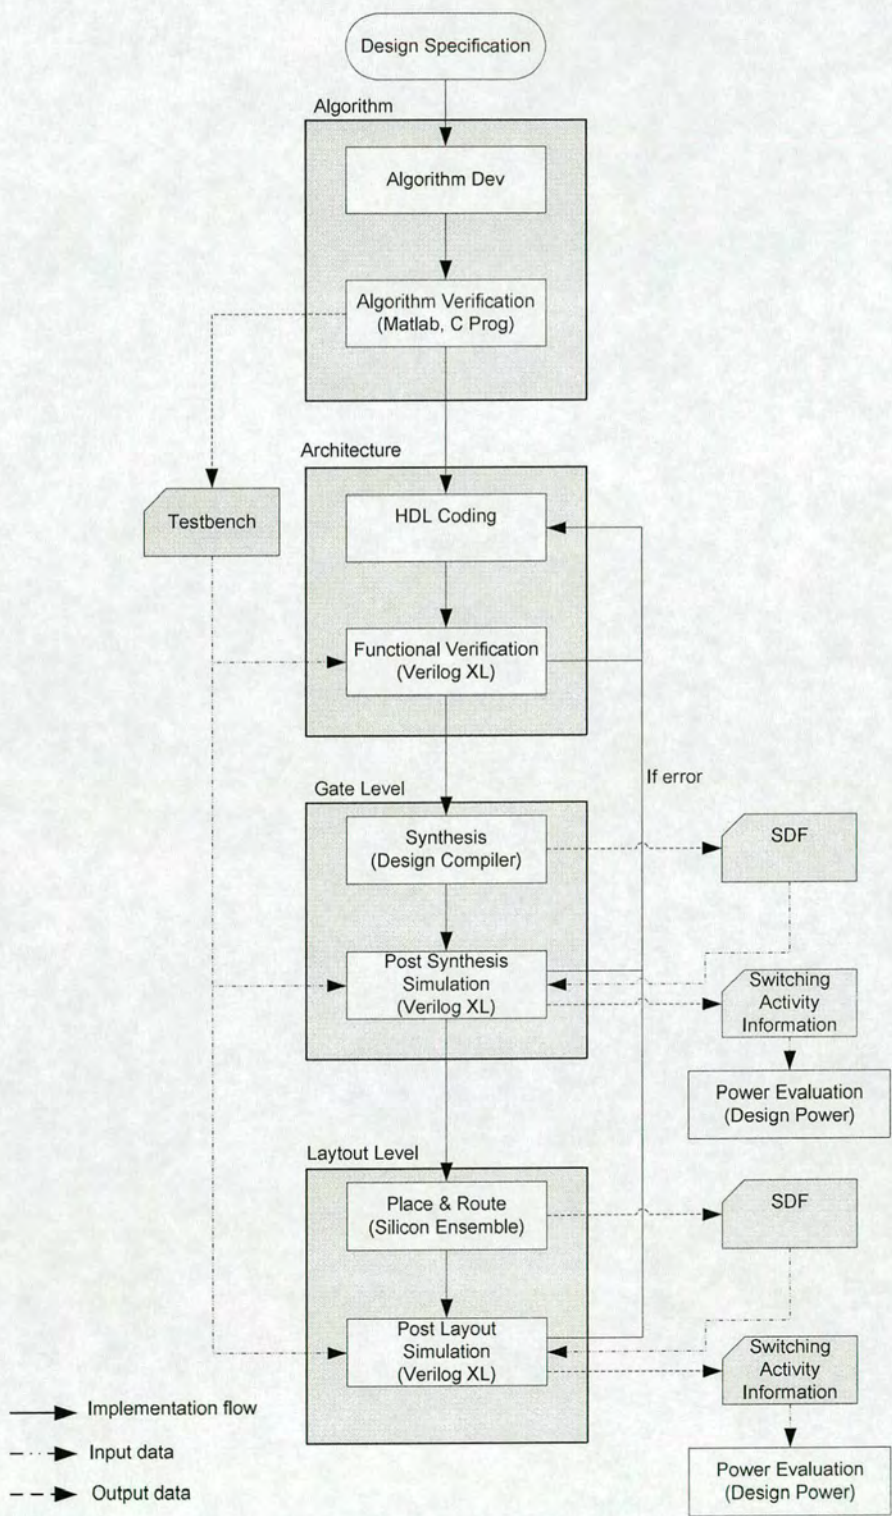 Design Specification
Algorithm
Algorithm Dev
Algorithm Verification
(Matlab, C Prog)
Architecture
Testbench
HDL Coding
Functional Verification
(Verilog XL)
If error
Gate Level
Synthesis
(Design Compiler)
SDF
Post Synthesis
Simulation
(Verilog XL)
Switching
Activity
Information
Power Evaluation
(Design Power)
Laytout Level
Place & Route
(Silicon Ensemble)
SDF
Post Layout
Simulation
(Verilog XL)
Switching
Activity
Information
Power Evaluation
(Design Power)
Implementation flow
Input data
Output data